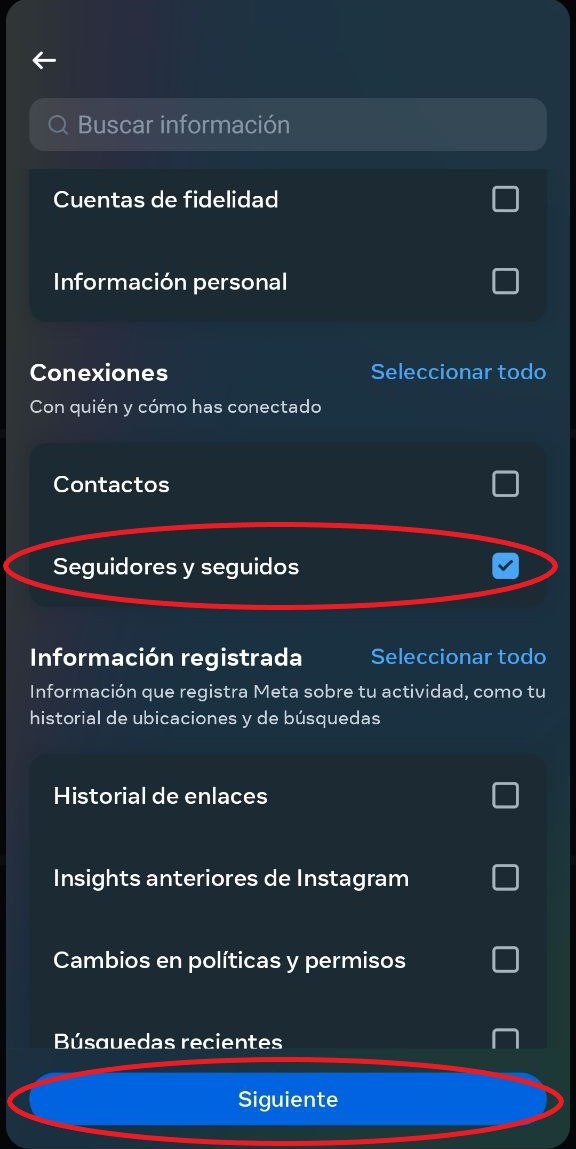 Buscar información
Cuentas de fidelidad
Información personal
Conexiones
Seleccionar todo
Con quién y cómo has conectado
Contactos
Seguidores y seguidos
Información registrada
Seleccionar todo
Información que registra Meta sobre tu actividad, como tu
historial de ubicaciones y de búsquedas
Historial de enlaces
Insights anteriores de Instagram
Cambios en políticas y permisos
Búsquedas recientes
Siguiente